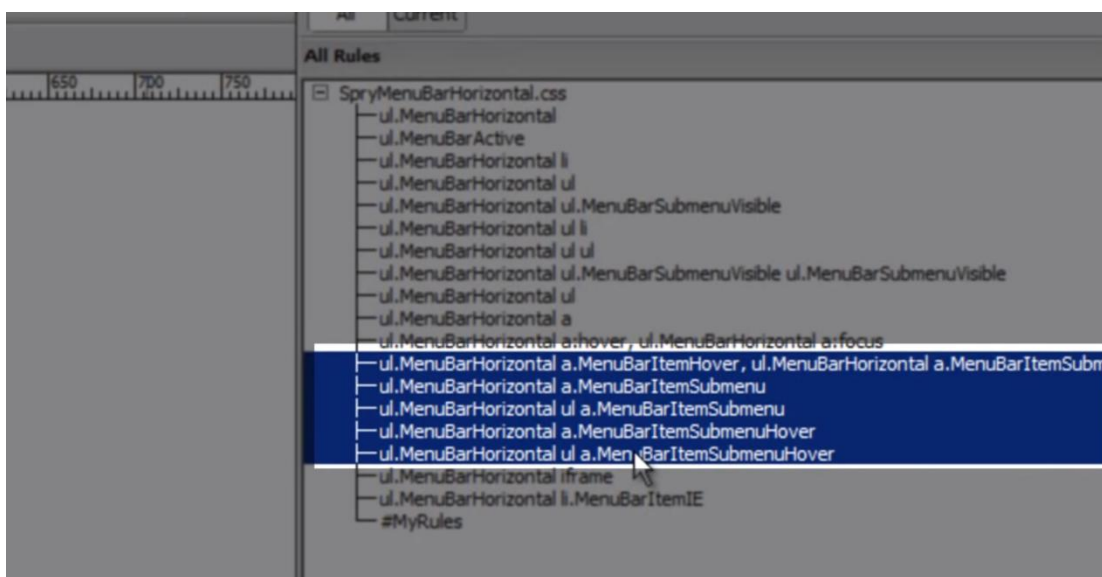 All Current
All Rules
650 700 750
SpryMenuBarHorizontal.css
ul.MenuBarHorizontal
ul.MenuBarActive
ul.MenuBarHorizontal li
ul.MenuBarHorizontal ul
ul.MenuBarHorizontal ul.MenuBarSubmenuVisible
ul.MenuBarHorizontal ul li
ul.MenuBarHorizontal ul ul
ul.MenuBarHorizontal ul.MenuBarSubmenuVisible ul.MenuBarSubmenuVisible
ul.MenuBarHorizontal ul
ul.MenuBarHorizontal a
ul.MenuBarHorizontal a:hover, ul.MenuBarHorizontal a:focus
ul.MenuBarHorizontal a.MenuBarItemHover, ul.MenuBarHorizontal a.MenuBarItemSubm
ul.MenuBarHorizontal a.MenuBarItemSubmenu
ul.MenuBarHorizontal ul a.MenuBarItemSubmenu
ul.MenuBarHorizontal a.MenuBarItemSubmenuHover
ul.MenuBarHorizontal ul a.MenuBarItemSubmenuHover
ul.MenuBarHorizontal iframe
ul.MenuBarHorizontal li.MenuBarItemIE
#MyRules